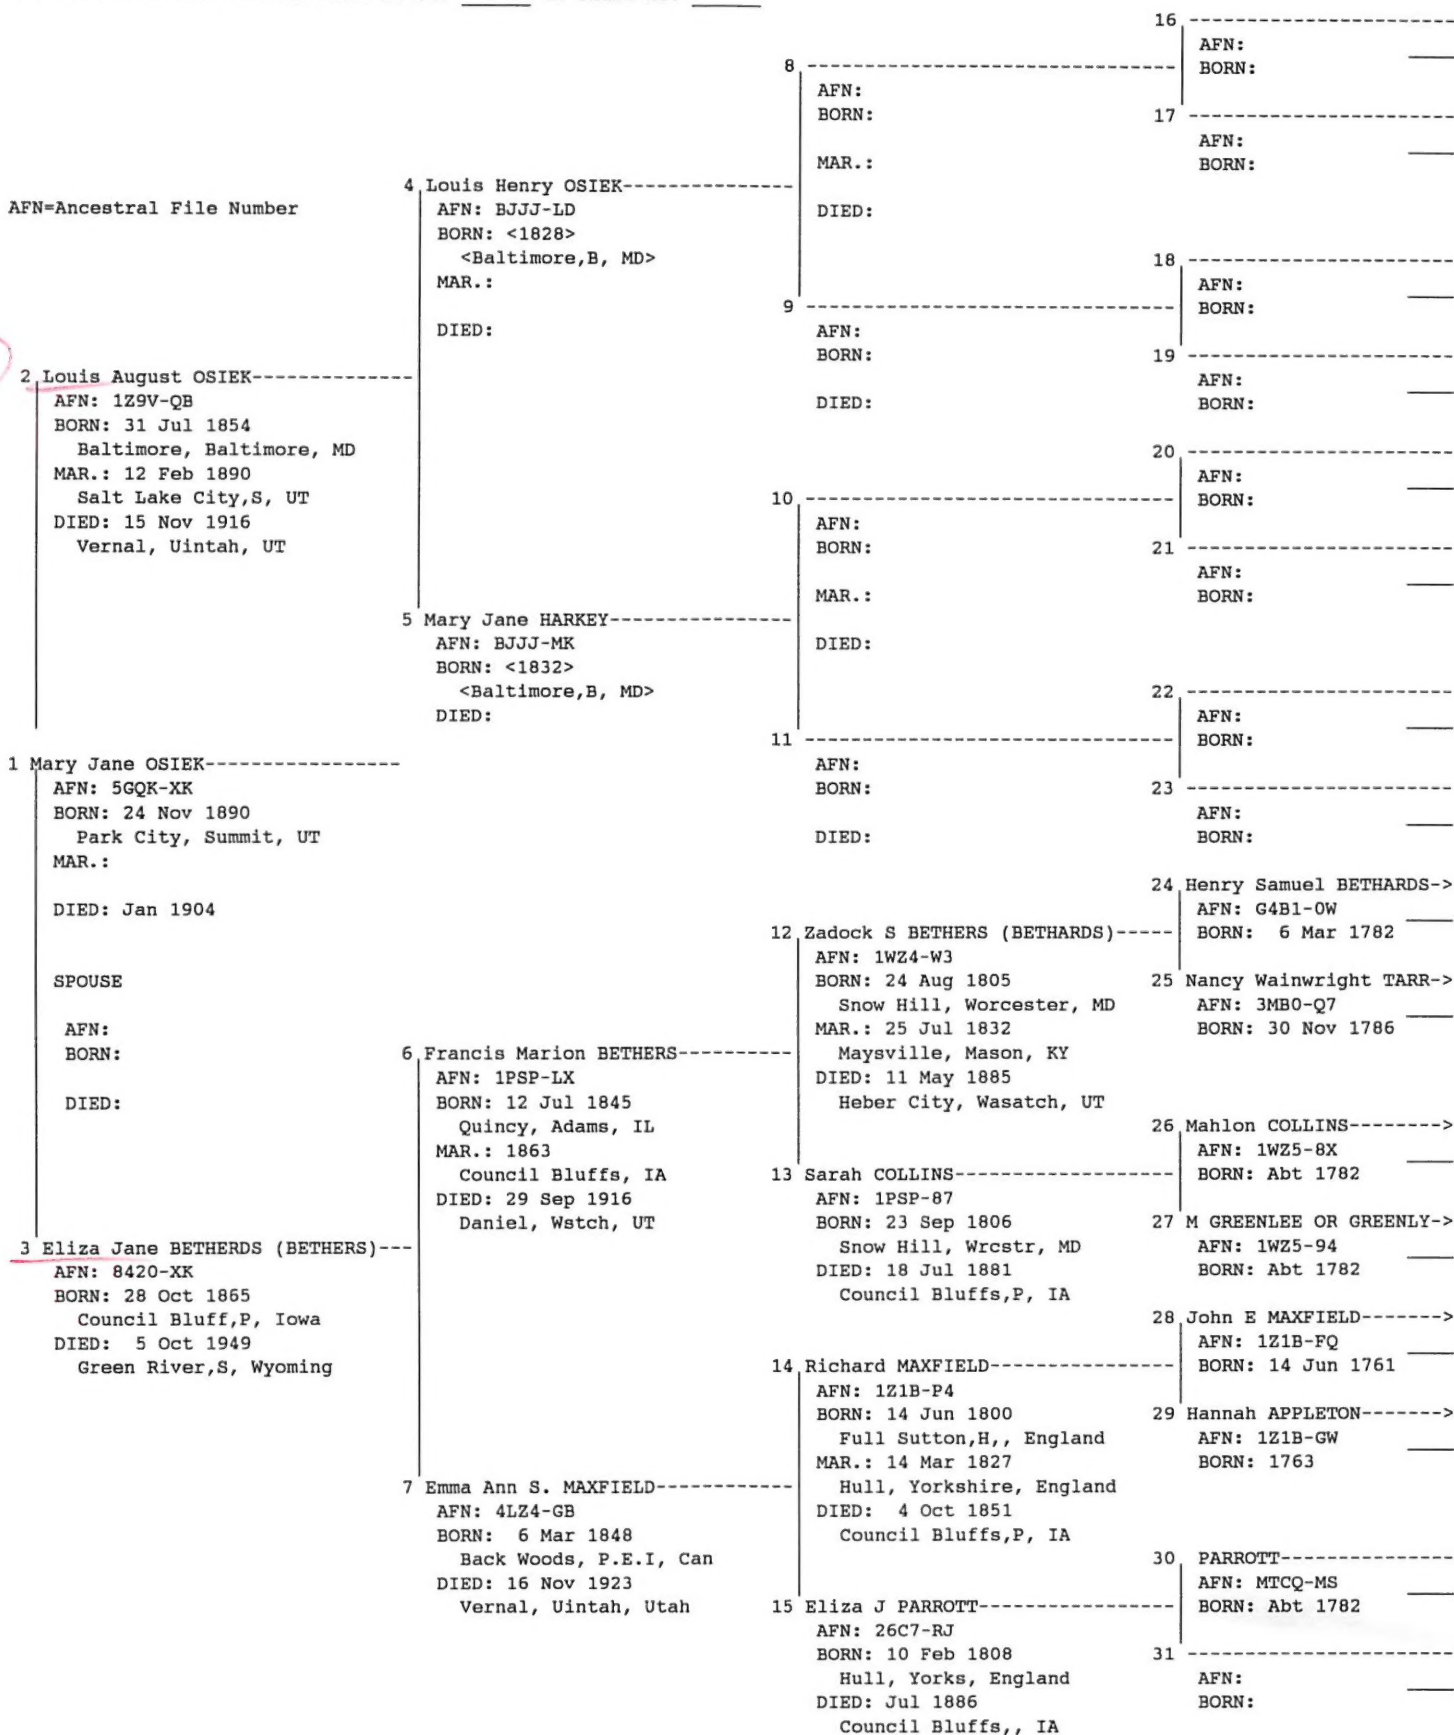 AFN=Ancestral File Number
2 Louis August OSIEK--------------
AFN: 1Z9V-QB
BORN: 31 Jul 1854
Baltimore, Baltimore, MD
MAR.: 12 Feb 1890
Salt Lake City,S, UT
DIED: 15 Nov 1916
Vernal, Uintah, UT
1 Mary Jane OSIEK-----------------
AFN: 5GQK-XK
BORN: 24 Nov 1890
Park City, Summit, UT
MAR.:
DIED: Jan 1904
SPOUSE
AFN:
BORN:
DIED:
3 Eliza Jane BETHERDS (BETHERS)---
AFN: 8420-XK
BORN: 28 Oct 1865
Council Bluff,P, Iowa
DIED:  5 Oct 1949
Green River,S, Wyoming
4 Louis Henry OSIEK---------------
AFN: BJJJ-LD
BORN: <1828>
<Baltimore,B, MD>
MAR.:
DIED:
5 Mary Jane HARKEY----------------
AFN: BJJJ-MK
BORN: <1832>
<Baltimore,B, MD>
DIED:
6 Francis Marion BETHERS----------
AFN: 1PSP-LX
BORN: 12 Jul 1845
Quincy, Adams, IL
MAR.: 1863
Council Bluffs, IA
DIED: 29 Sep 1916
Daniel, Wstch, UT
7 Emma Ann S. MAXFIELD------------
AFN: 4LZ4-GB
BORN:  6 Mar 1848
Back Woods, P.E.I, Can
DIED: 16 Nov 1923
Vernal, Uintah, Utah
8 -------------------------------
AFN:
BORN:
MAR.:
DIED:
9 -------------------------------
AFN:
BORN:
DIED:
10 -------------------------------
AFN:
BORN:
MAR.:
DIED:
11 -------------------------------
AFN:
BORN:
DIED:
12 Zadock S BETHERS (BETHARDS)-----
AFN: 1WZ4-W3
BORN: 24 Aug 1805
Snow Hill, Worcester, MD
MAR.: 25 Jul 1832
Maysville, Mason, KY
DIED: 11 May 1885
Heber City, Wasatch, UT
13 Sarah COLLINS------------------
AFN: 1PSP-87
BORN: 23 Sep 1806
Snow Hill, Wrcstr, MD
DIED: 18 Jul 1881
Council Bluffs,P, IA
14 Richard MAXFIELD---------------
AFN: 1Z1B-P4
BORN: 14 Jun 1800
Full Sutton,H,, England
MAR.: 14 Mar 1827
Hull, Yorkshire, England
DIED:  4 Oct 1851
Council Bluffs,P, IA
15 Eliza J PARROTT----------------
AFN: 26C7-RJ
BORN: 10 Feb 1808
Hull, Yorks, England
DIED: Jul 1886
Council Bluffs,, IA
16 ----------------------
AFN:
BORN:
17 ----------------------
AFN:
BORN:
18 ----------------------
AFN:
BORN:
19 ----------------------
AFN:
BORN:
20 ----------------------
AFN:
BORN:
21 ----------------------
AFN:
BORN:
22 ----------------------
AFN:
BORN:
23 ----------------------
AFN:
BORN:
24 Henry Samuel BETHARDS->
AFN: G4B1-0W
BORN:  6 Mar 1782
25 Nancy Wainwright TARR->
AFN: 3MB0-Q7
BORN: 30 Nov 1786
26 Mahlon COLLINS-------->
AFN: 1WZ5-8X
BORN: Abt 1782
27 M GREENLEE OR GREENLY->
AFN: 1WZ5-94
BORN: Abt 1782
28 John E MAXFIELD------->
AFN: 1Z1B-FQ
BORN: 14 Jun 1761
29 Hannah APPLETON------->
AFN: 1Z1B-GW
BORN: 1763
30 PARROTT--------------
AFN: MTCQ-MS
BORN: Abt 1782
31 ----------------------
AFN:
BORN: